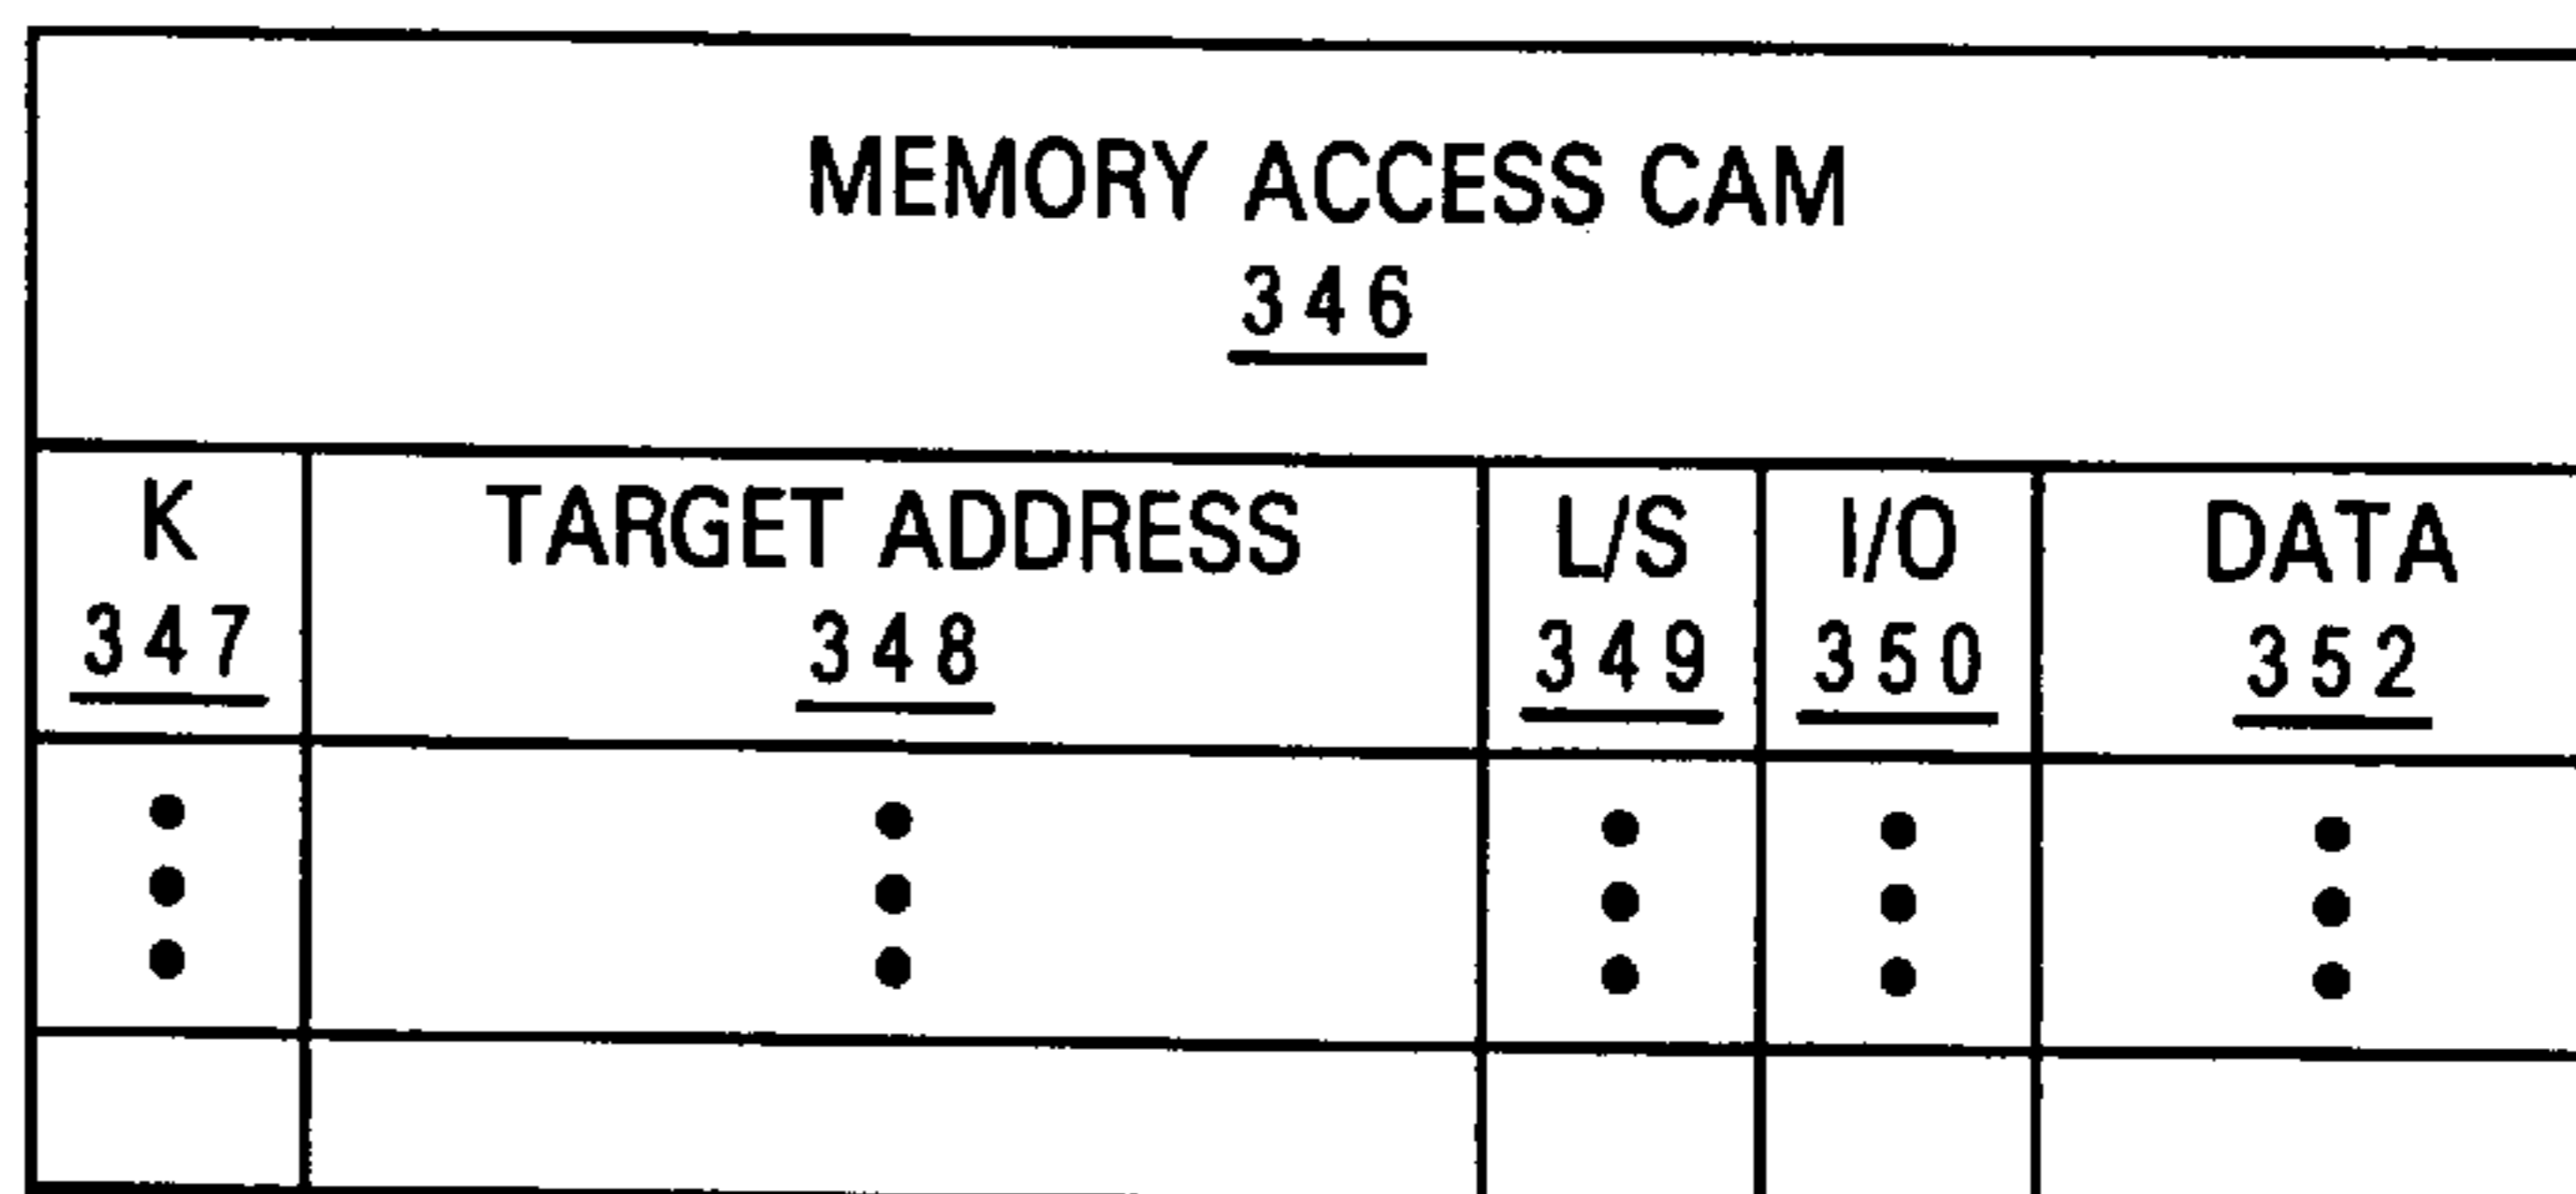 MEMORY ACCESS CAM
346
K TARGET ADDRESS L/S I/O DATA
347 348 349 350 352